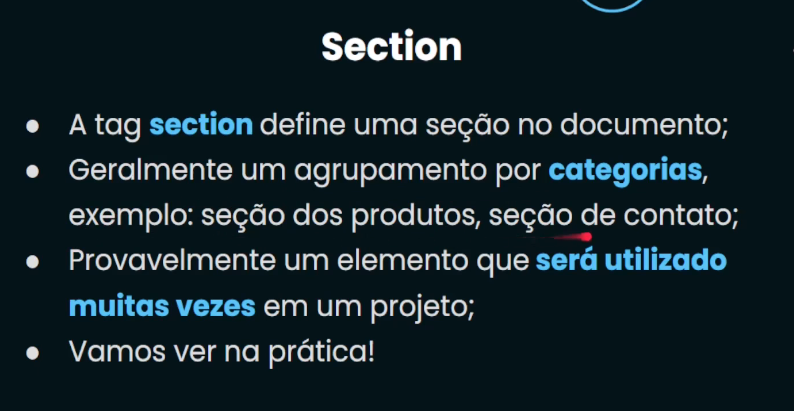 Section
● A tag section define uma seção no documento;
● Geralmente um agrupamento por categorias,
exemplo: seção dos produtos, seção de contato;
● Provavelmente um elemento que será utilizado
muitas vezes em um projeto;
● Vamos ver na prática!